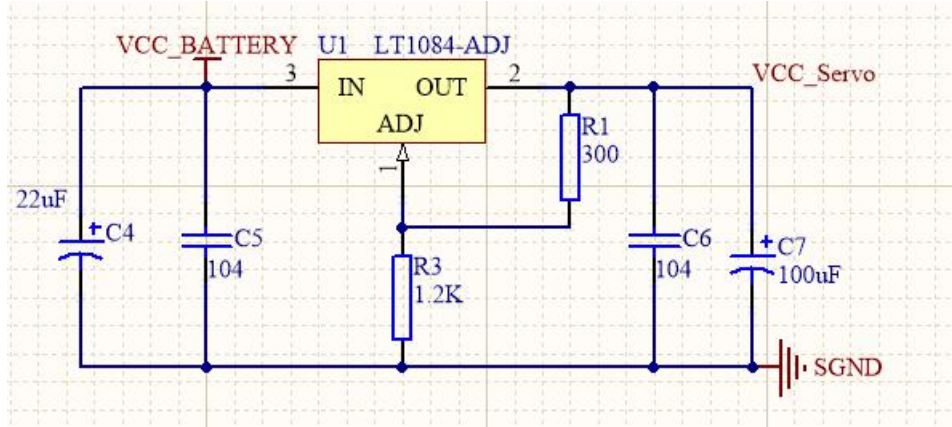 VCC_BATTERY
U1 LT1084-ADJ
3
IN
OUT
2
VCC_Servo
ADJ
1
R1
300
22uF
C4
C5
104
R3
1.2K
C6
104
C7
100uF
SGND